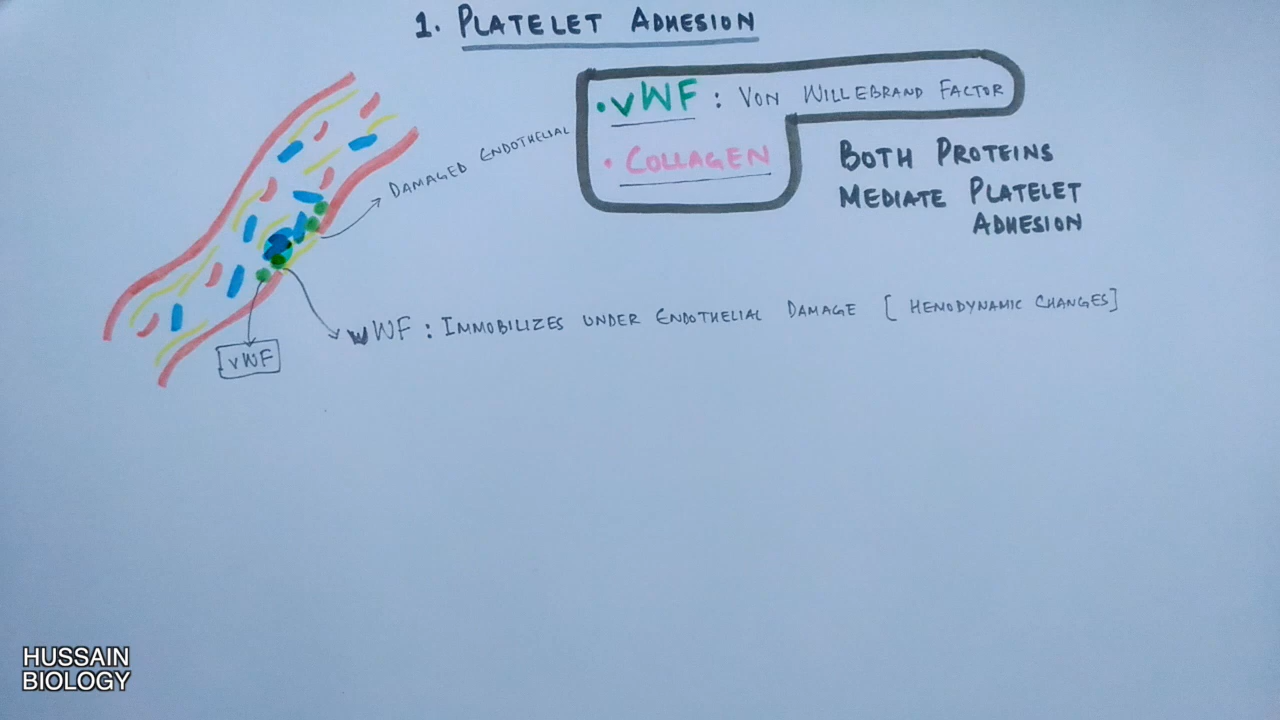 1. PLATELET ADHESION
• vWF : VON WILLEBRAND FACTOR
• COLLAGEN
BOTH PROTEINS
MEDIATE PLATELET
ADHESION
DAMAGED ENDOTHELIAL
vWF : IMMOBILIZES UNDER ENDOTHELIAL DAMAGE [ HENODYNAMIC CHANGES]
vWF
HUSSAIN
BIOLOGY